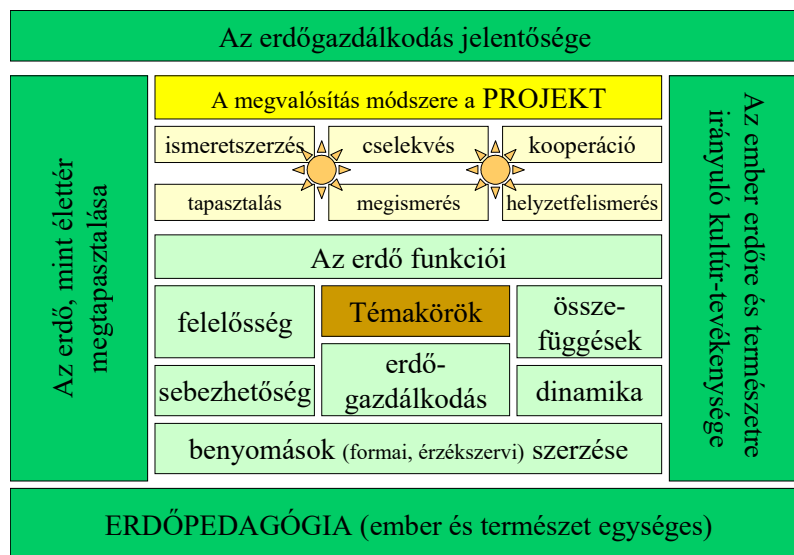 Az erdőgazdálkodás jelentősége
Az erdő, mint élettér
megtapasztalása
A megvalósítás módszere a PROJEKT
ismeretszerzés
cselekvés
kooperáció
tapasztalás
megismerés
helyzetfelismerés
Az erdő funkciói
felelősség
Témakörök
össze-
függések
sebezhetőség
erdő-
gazdálkodás
dinamika
benyomások (formai, érzékszervi) szerzése
Az ember erdőre és természetre
irányuló kultúr-tevékenysége
ERDŐPEDAGÓGIA (ember és természet egységes)